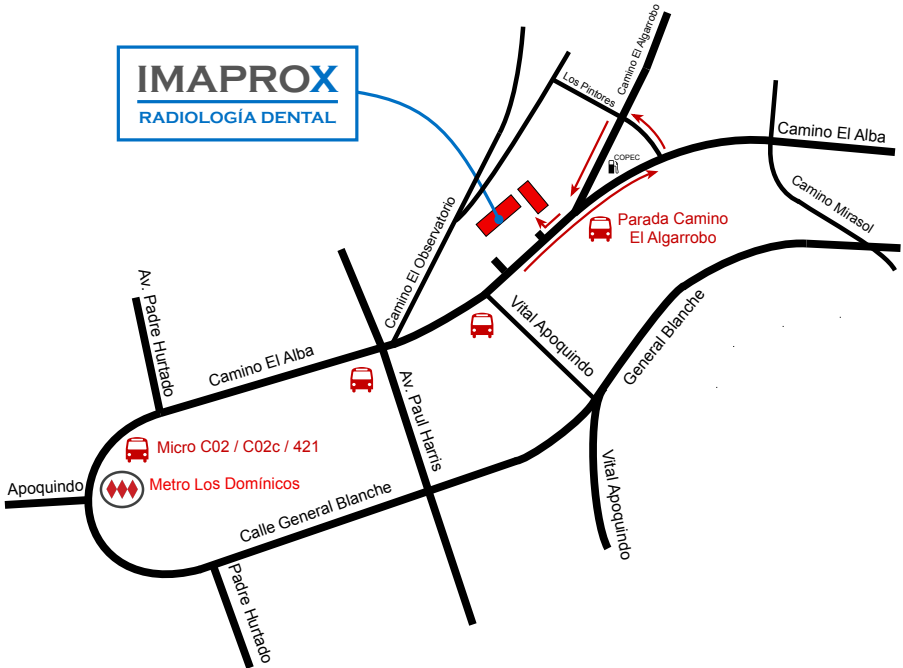 IMAPROX
RADIOLOGÍA DENTAL
Los Pintores
Camino El Algarrobo
COPEC
Camino El Alba
Camino Mirasol
Parada Camino
El Algarrobo
Camino El Observatorio
Av. Padre Hurtado
Camino El Alba
Vital Apoquindo
General Blanche
Av. Paul Harris
Micro C02 / C02c / 421
Metro Los Domínicos
Apoquindo
Calle General Blanche
Vital Apoquindo
Padre Hurtado